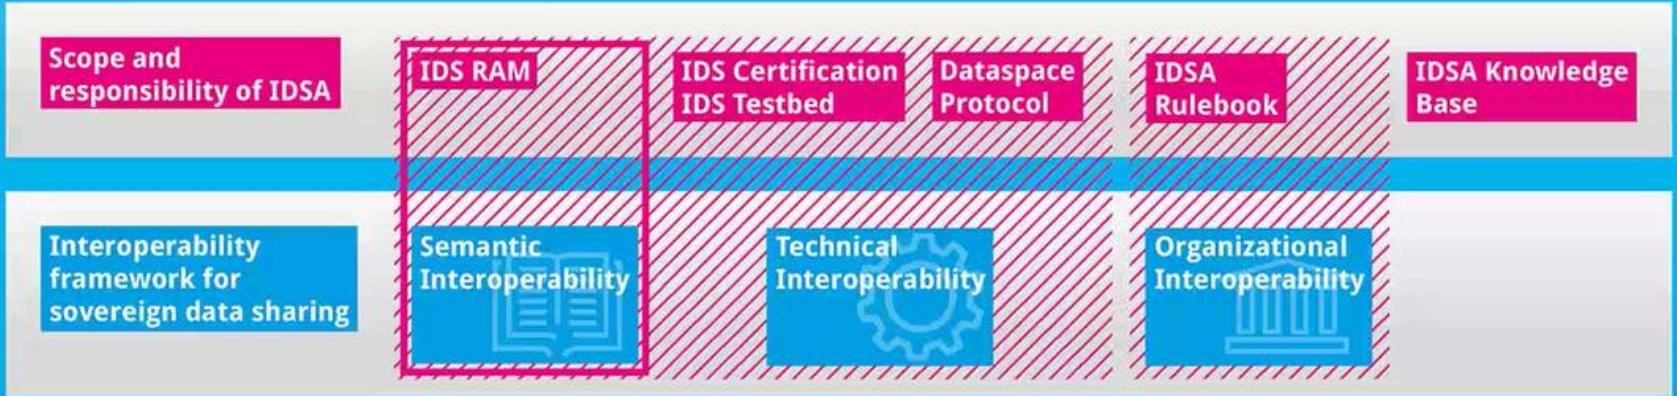 Scope and
responsibility of IDSA
IDS RAM
IDS Certification
IDS Testbed
Dataspace
Protocol
IDSA
Rulebook
IDSA Knowledge
Base
Interoperability
framework for
sovereign data sharing
Semantic
Interoperability
Technical
Interoperability
Organizational
Interoperability